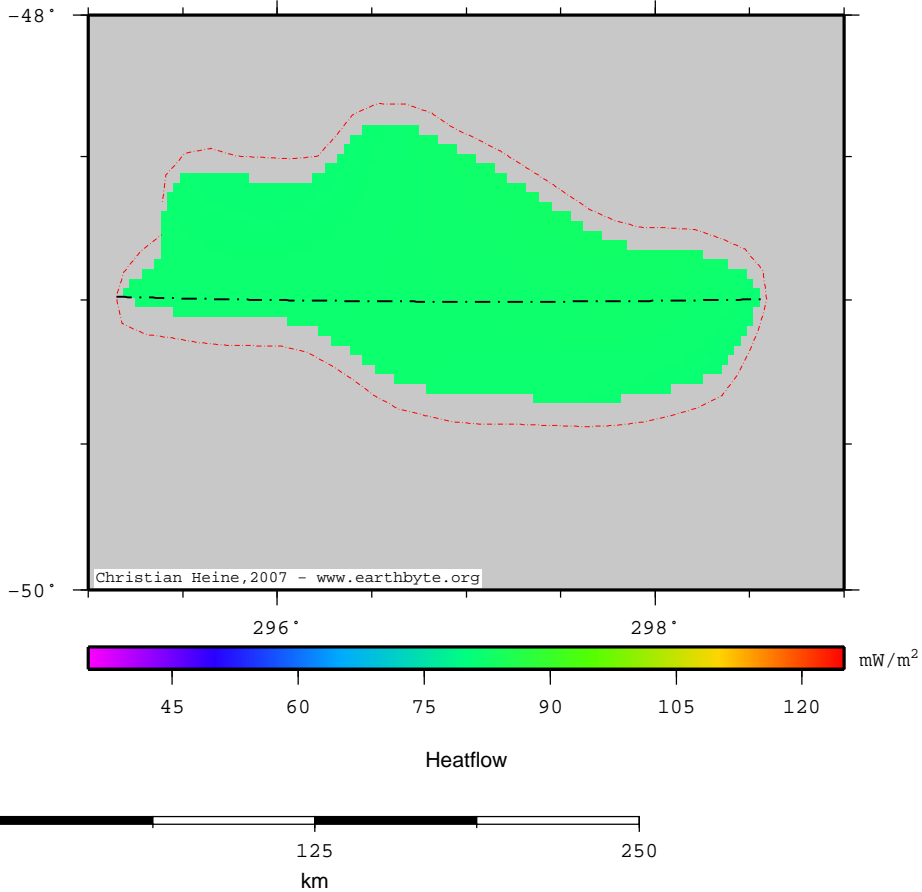 -48°
Christian Heine,2007 - www.earthbyte.org
-50°
296° 298°
mW/m²
45 60 75 90 105 120
Heatflow
125 250
km